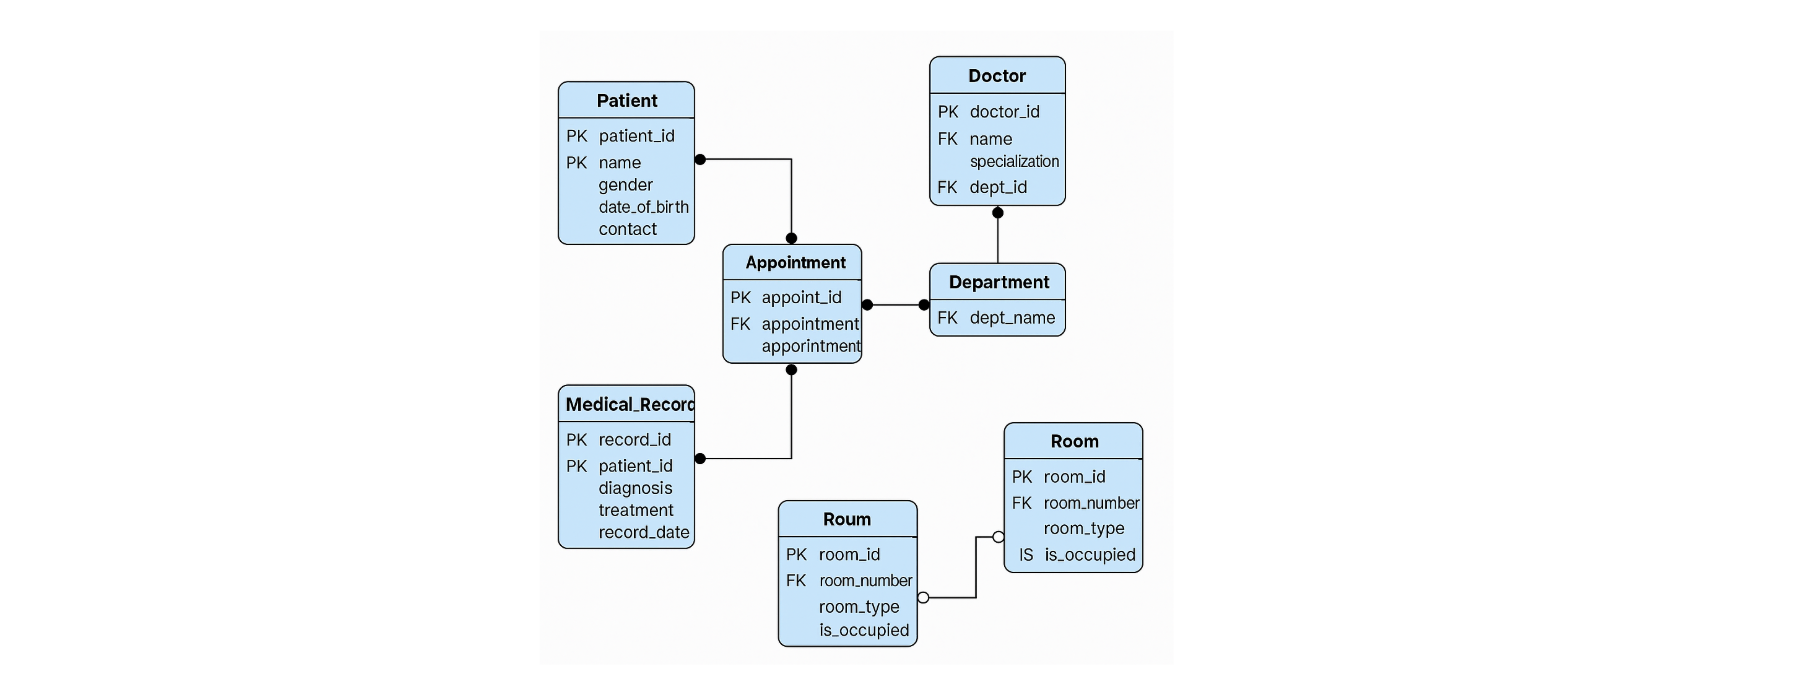 Patient
PK patient_id
PK name
gender
date_of_birth
contact
Doctor
PK doctor_id
FK name
specialization
FK dept_id
Appointment
PK appoint_id
FK appointment
apporintment
Department
FK dept_name
Medical_Record
PK record_id
PK patient_id
diagnosis
treatment
record_date
Roum
PK room_id
FK room_number
room_type
is_occupied
Room
PK room_id
FK room_number
room_type
IS is_occupied